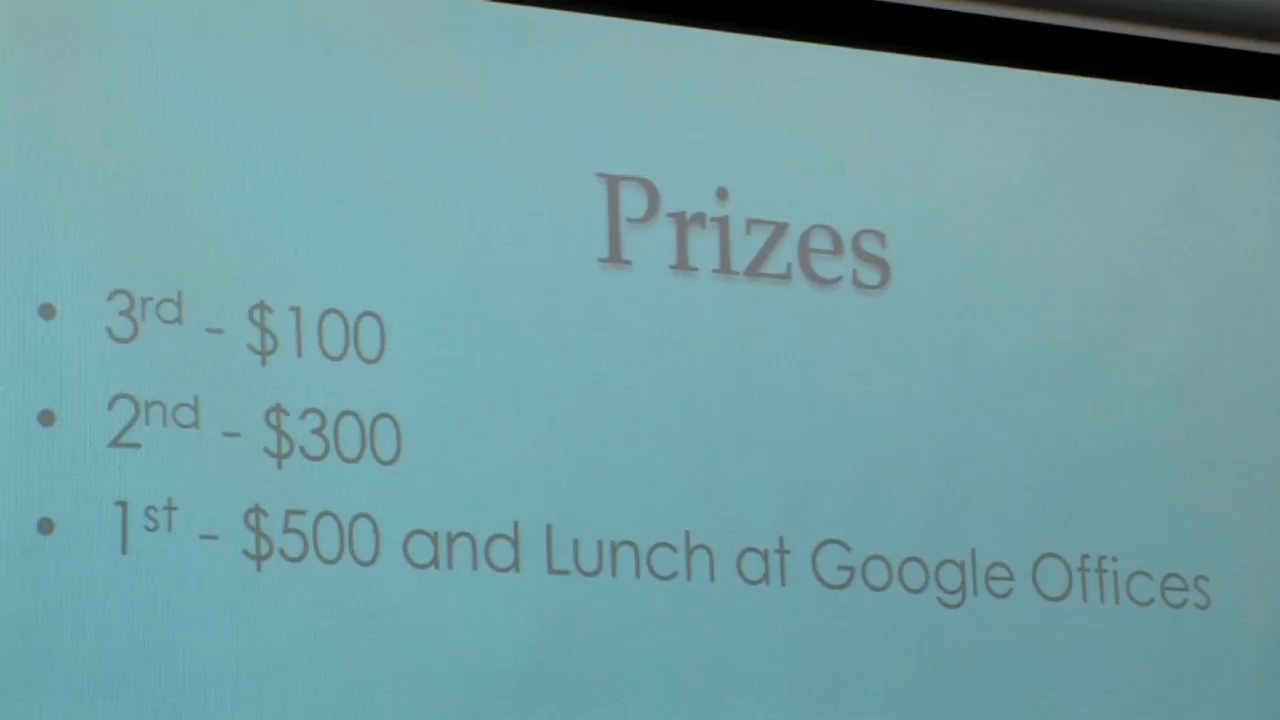 Prizes
• 3rd - $100
• 2nd - $300
• 1st - $500 and Lunch at Google Offices